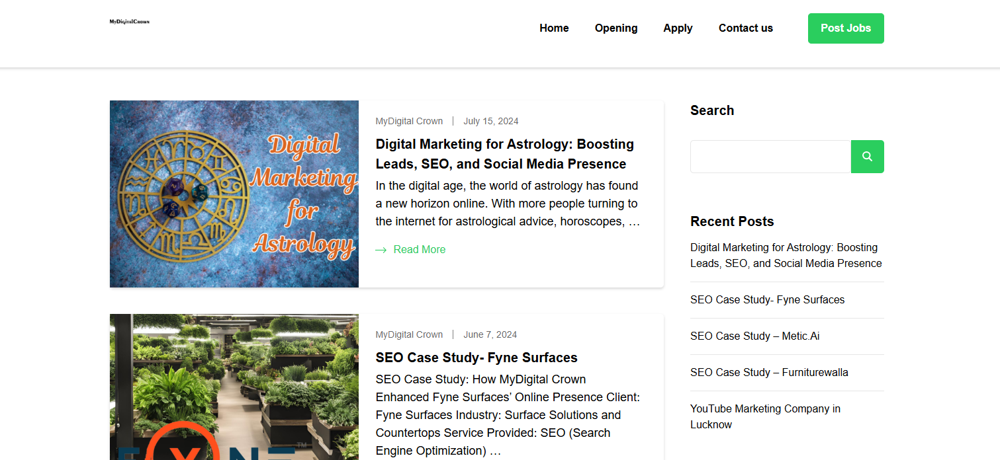 MyDigitalCrown
Home
Opening
Apply
Contact us
Post Jobs
Digital
Marketing
for
Astrology
MyDigital Crown | July 15, 2024
Digital Marketing for Astrology: Boosting
Leads, SEO, and Social Media Presence
In the digital age, the world of astrology has found
a new horizon online. With more people turning to
the internet for astrological advice, horoscopes, …
→ Read More
FYNE TM
MyDigital Crown | June 7, 2024
SEO Case Study- Fyne Surfaces
SEO Case Study: How MyDigital Crown
Enhanced Fyne Surfaces’ Online Presence Client:
Fyne Surfaces Industry: Surface Solutions and
Countertops Service Provided: SEO (Search
Engine Optimization) …
Search
Recent Posts
Digital Marketing for Astrology: Boosting
Leads, SEO, and Social Media Presence
SEO Case Study- Fyne Surfaces
SEO Case Study – Metic.Ai
SEO Case Study – Furniturewalla
YouTube Marketing Company in
Lucknow